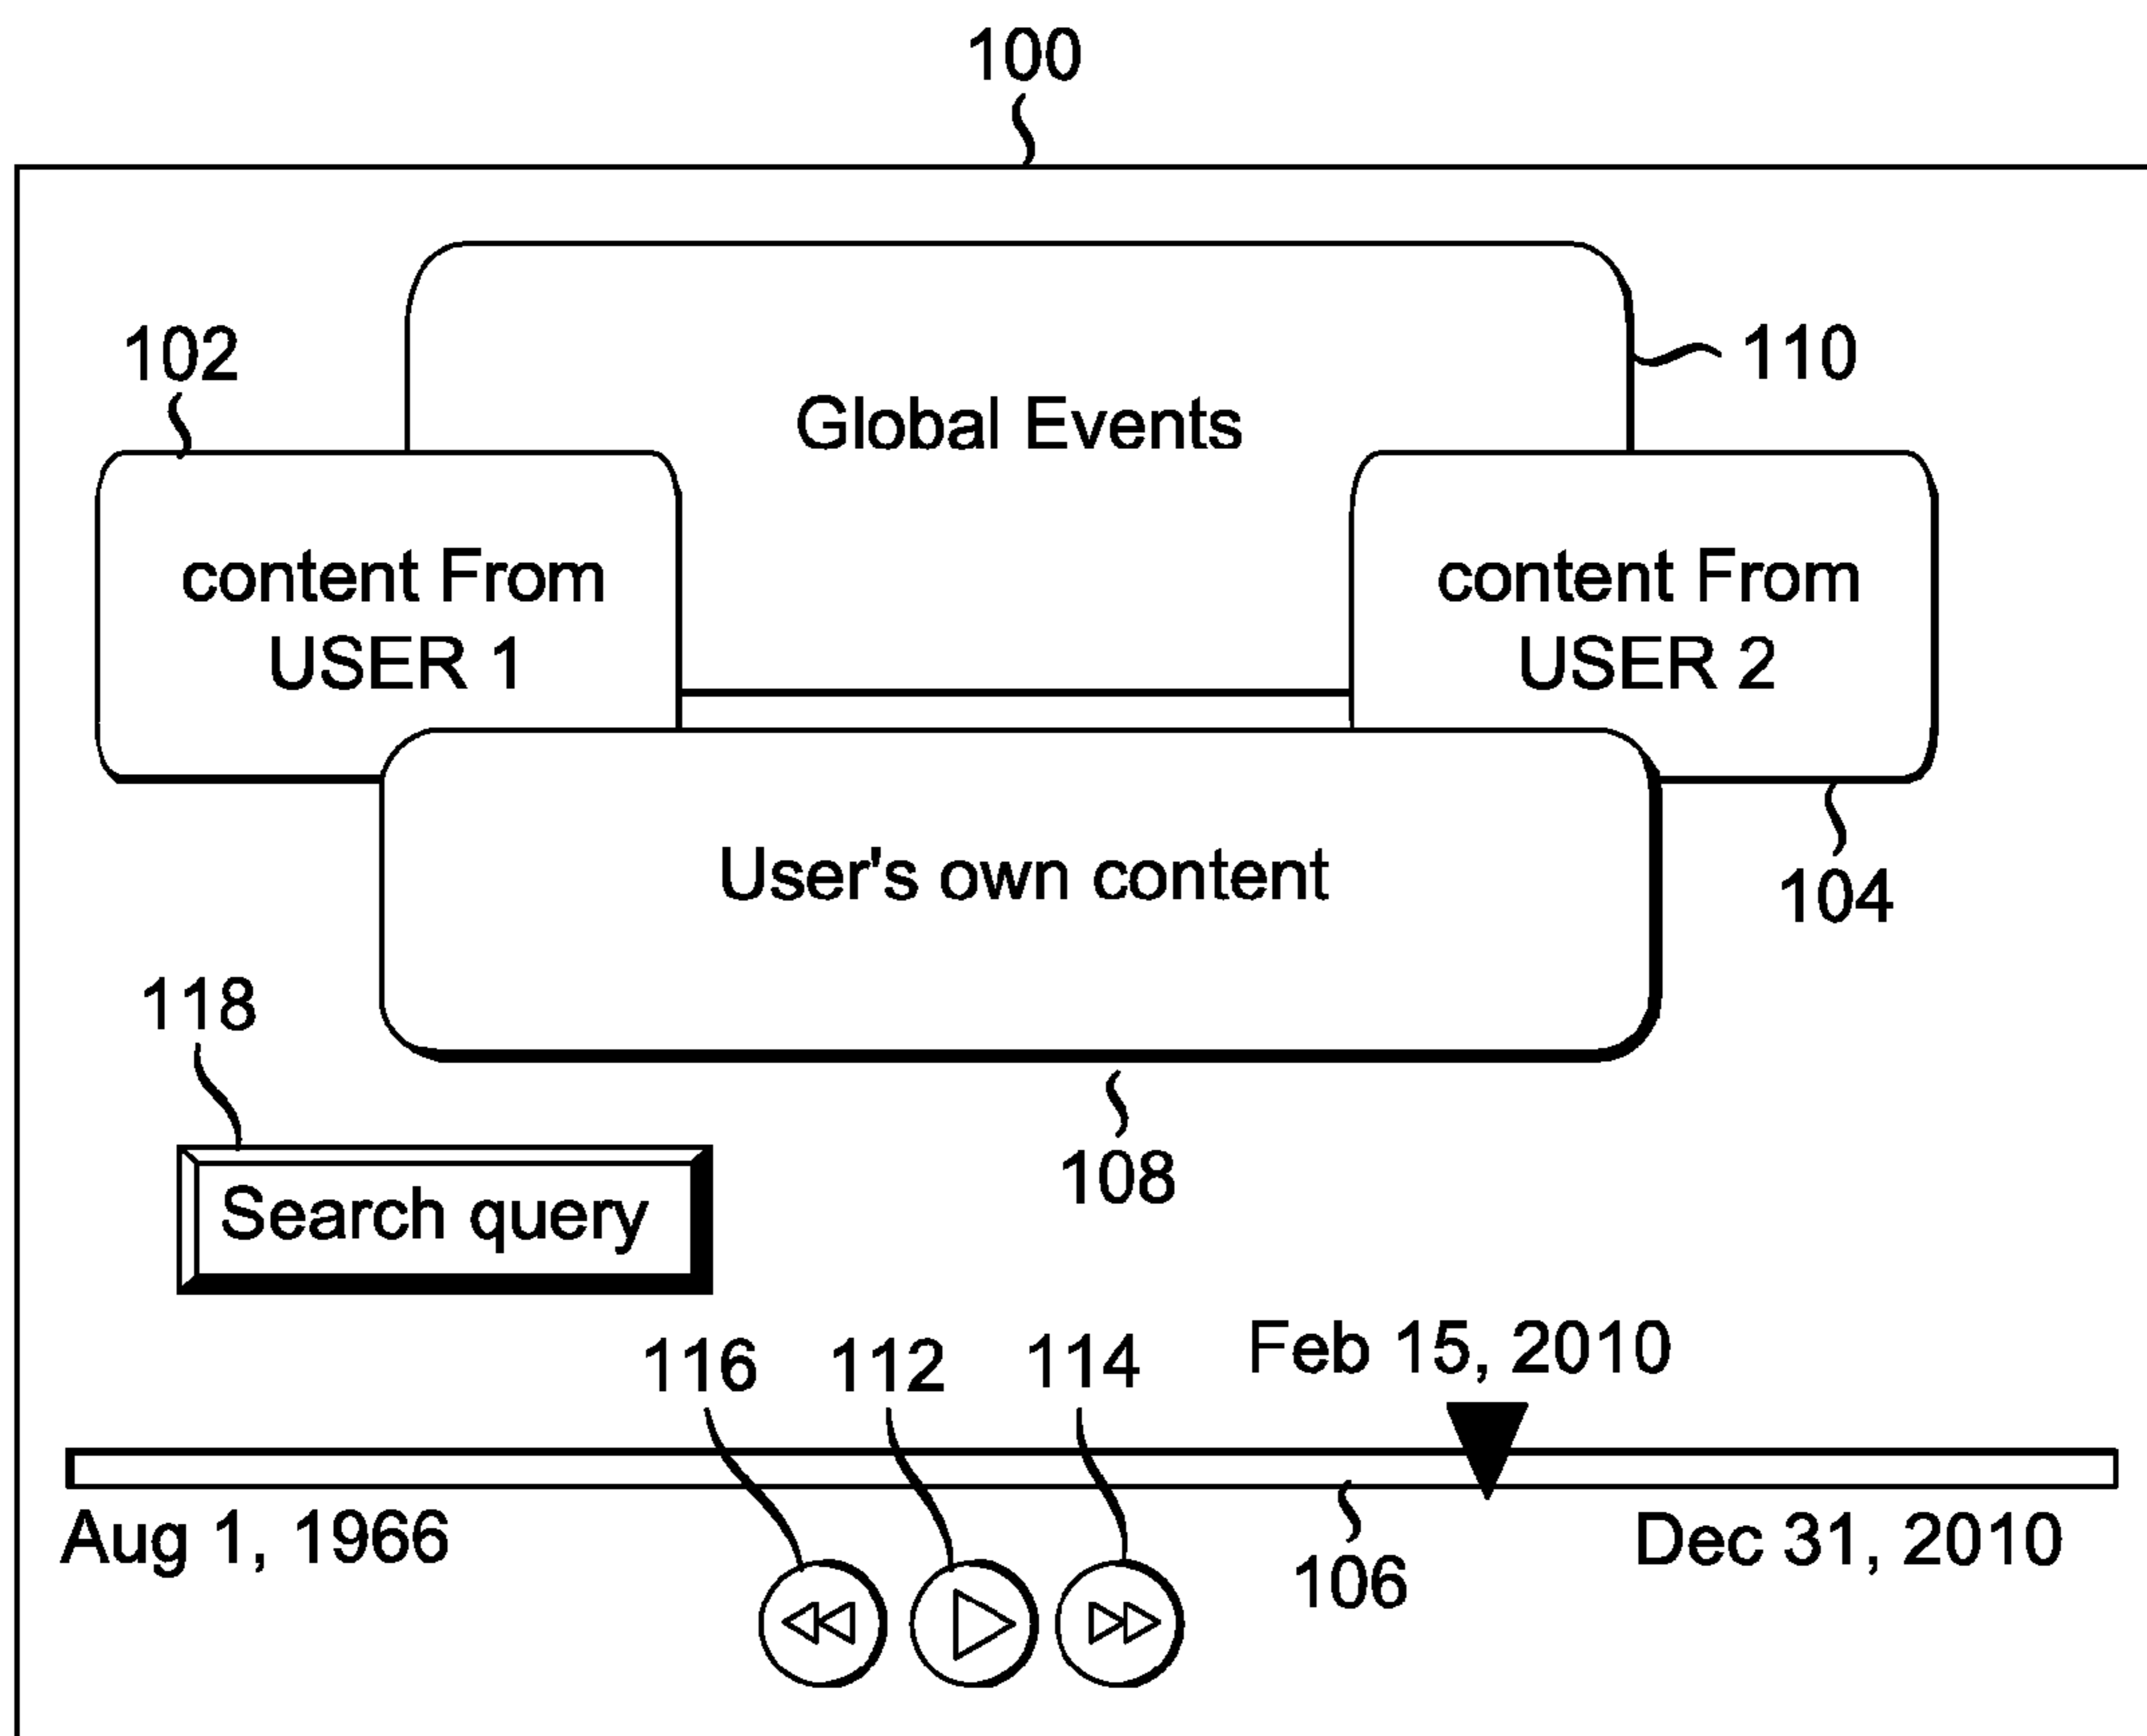 100
102
110
Global Events
content From
USER 1
content From
USER 2
User's own content
104
118
108
Search query
116
112
114
Feb 15, 2010
Aug 1, 1966
106
Dec 31, 2010